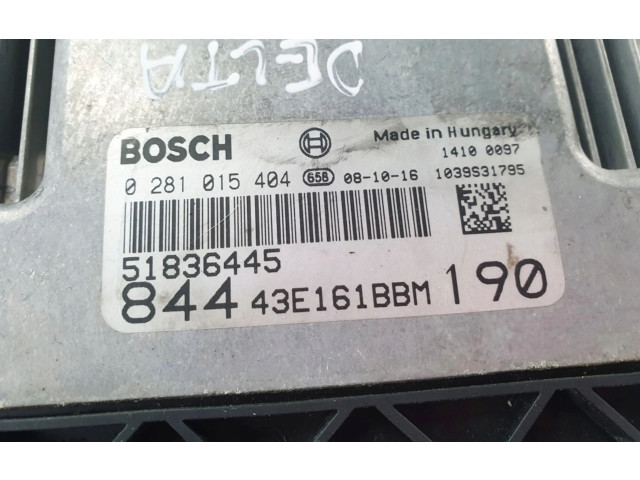 DELTA
BOSCH Made in Hungary
1410 0097
0 281 015 404 658 08-10-16 1039S31795
51836445
844 43E161BBM 190